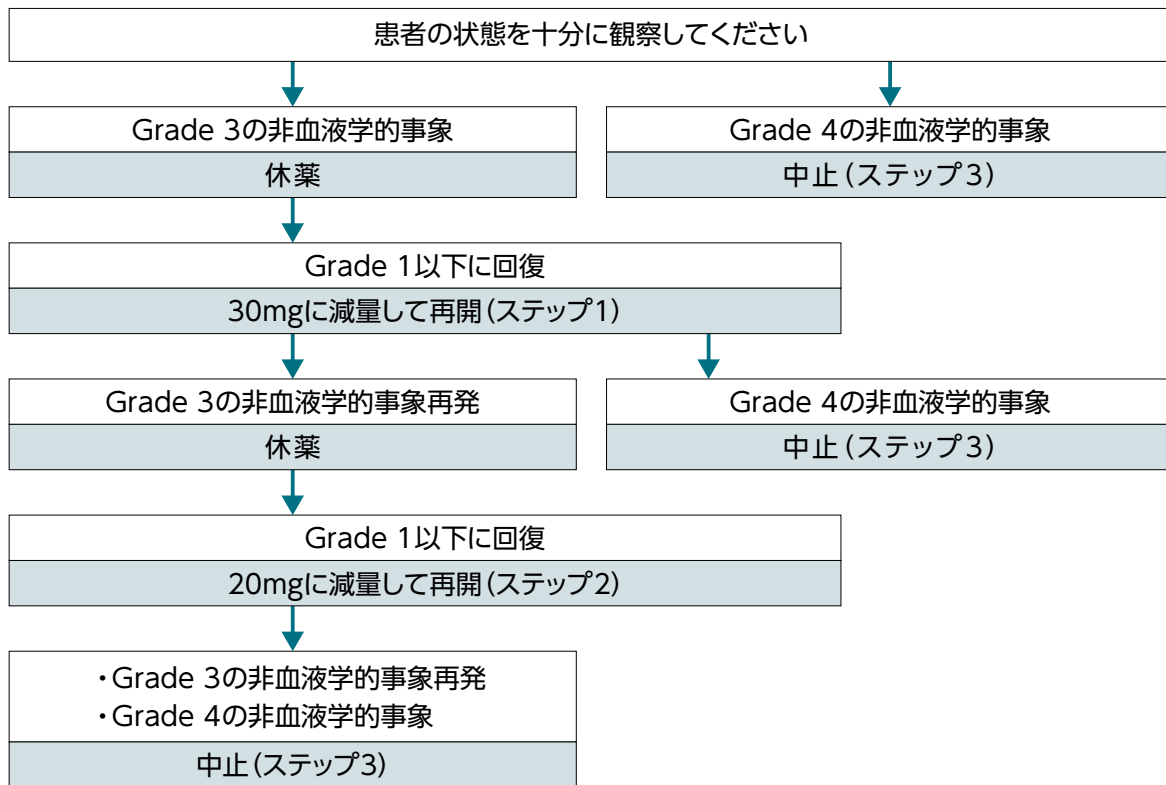 患者の状態を十分に観察してください
Grade 3の非血液学的事象
休薬
Grade 4の非血液学的事象
中止（ステップ3）
Grade 1以下に回復
30mgに減量して再開（ステップ1）
Grade 3の非血液学的事象再発
休薬
Grade 4の非血液学的事象
中止（ステップ3）
Grade 1以下に回復
20mgに減量して再開（ステップ2）
・Grade 3の非血液学的事象再発
・Grade 4の非血液学的事象
中止（ステップ3）